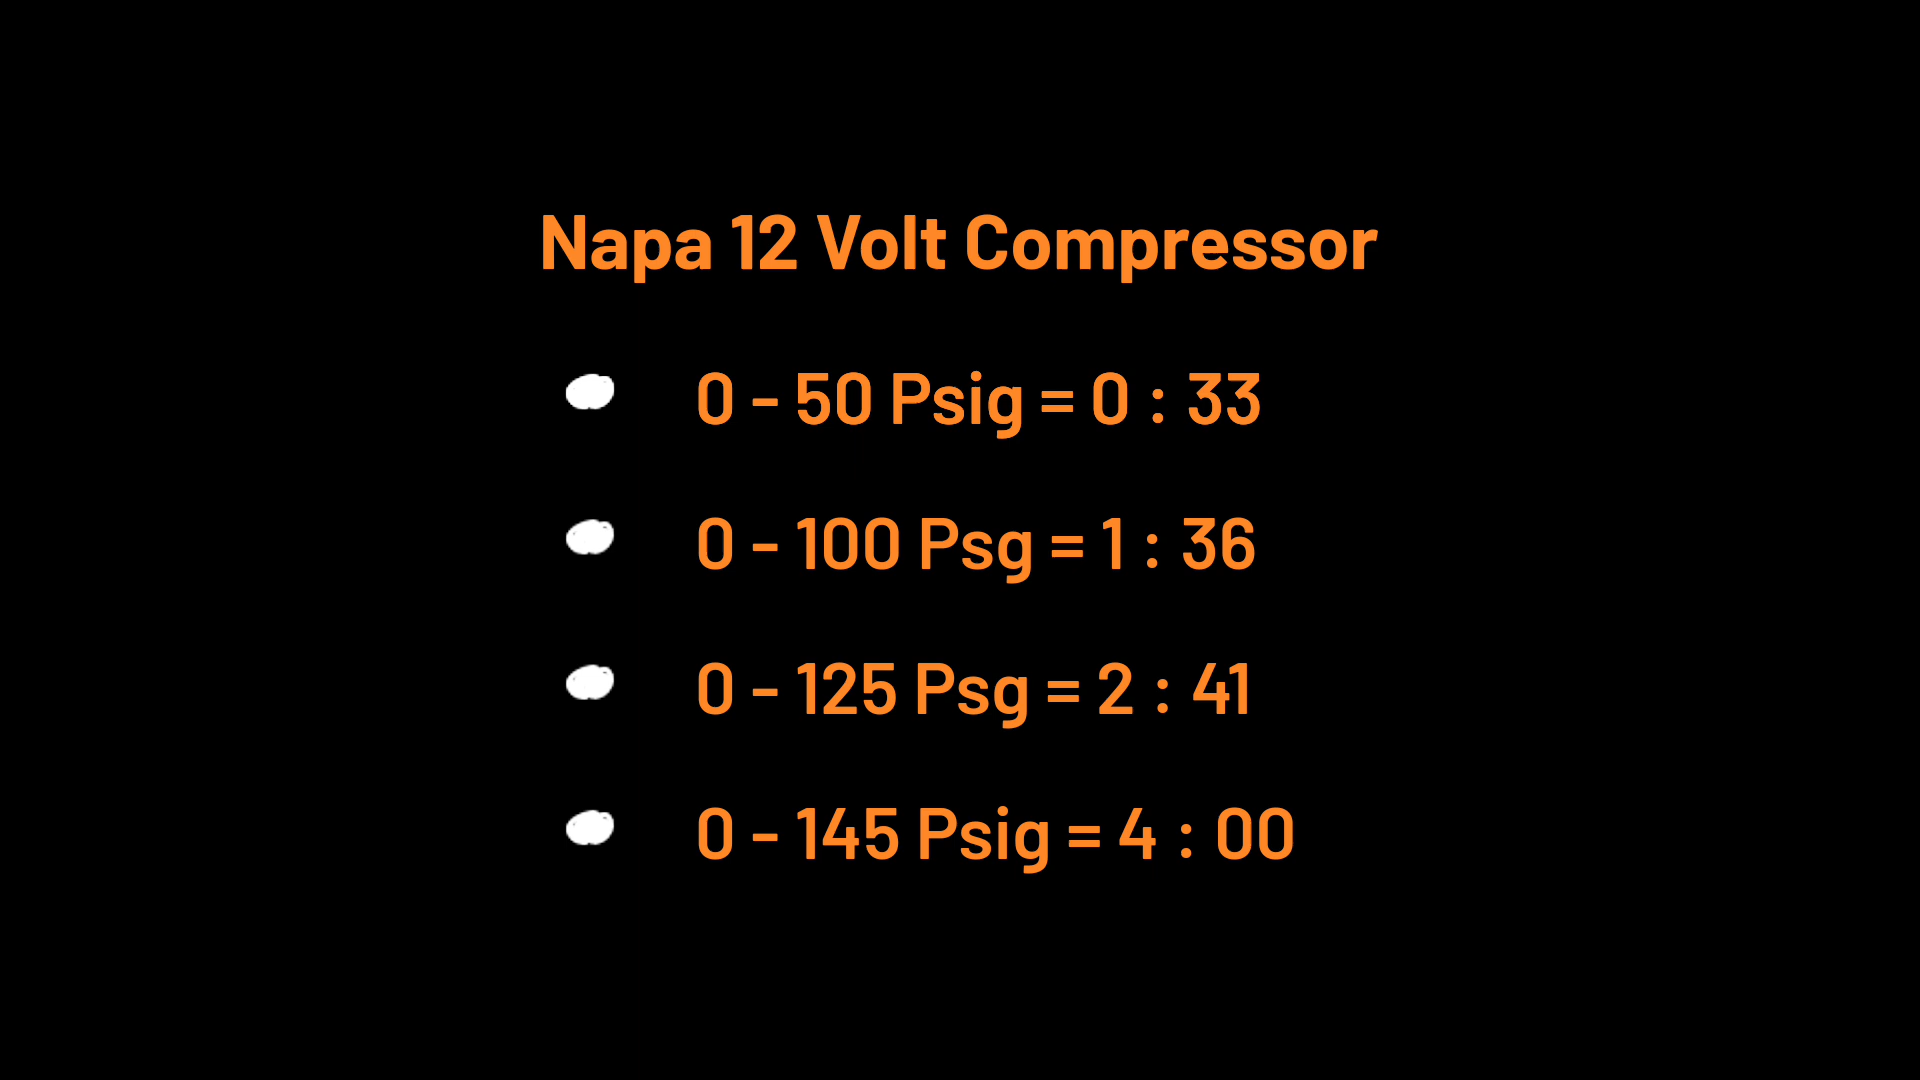 Napa 12 Volt Compressor
0 - 50 Psig = 0 : 33
0 - 100 Psg = 1 : 36
0 - 125 Psg = 2 : 41
0 - 145 Psig = 4 : 00